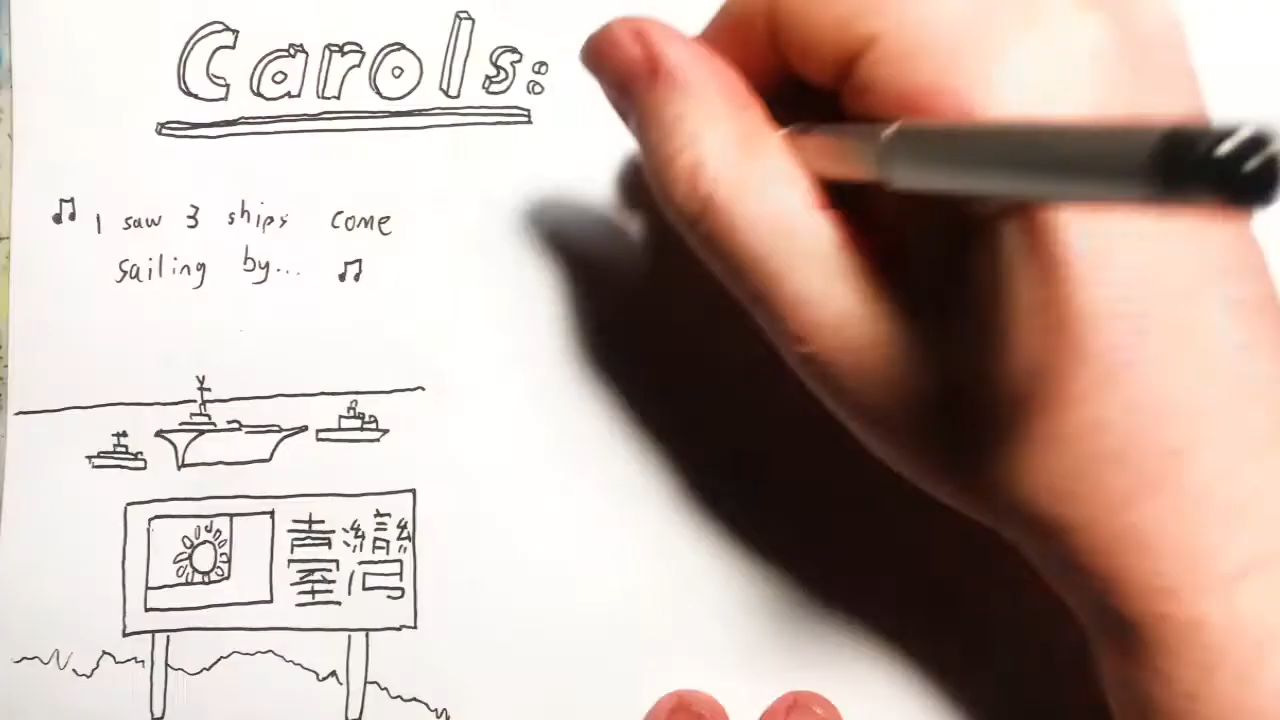 Carols:
♫ I saw 3 ships come
sailing by... ♫